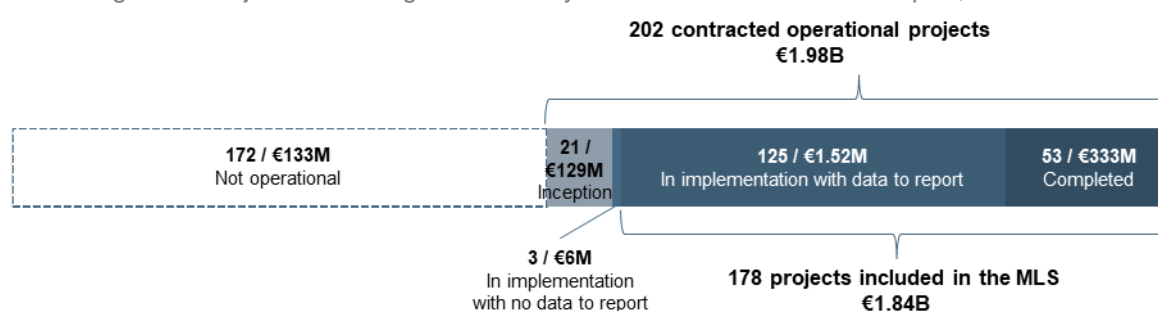 202 contracted operational projects
€1.98B
172 / €133M
Not operational
21 /
€129M
Inception
125 / €1.52M
In implementation with data to report
53 / €333M
Completed
3 / €6M
In implementation
with no data to report
178 projects included in the MLS
€1.84B